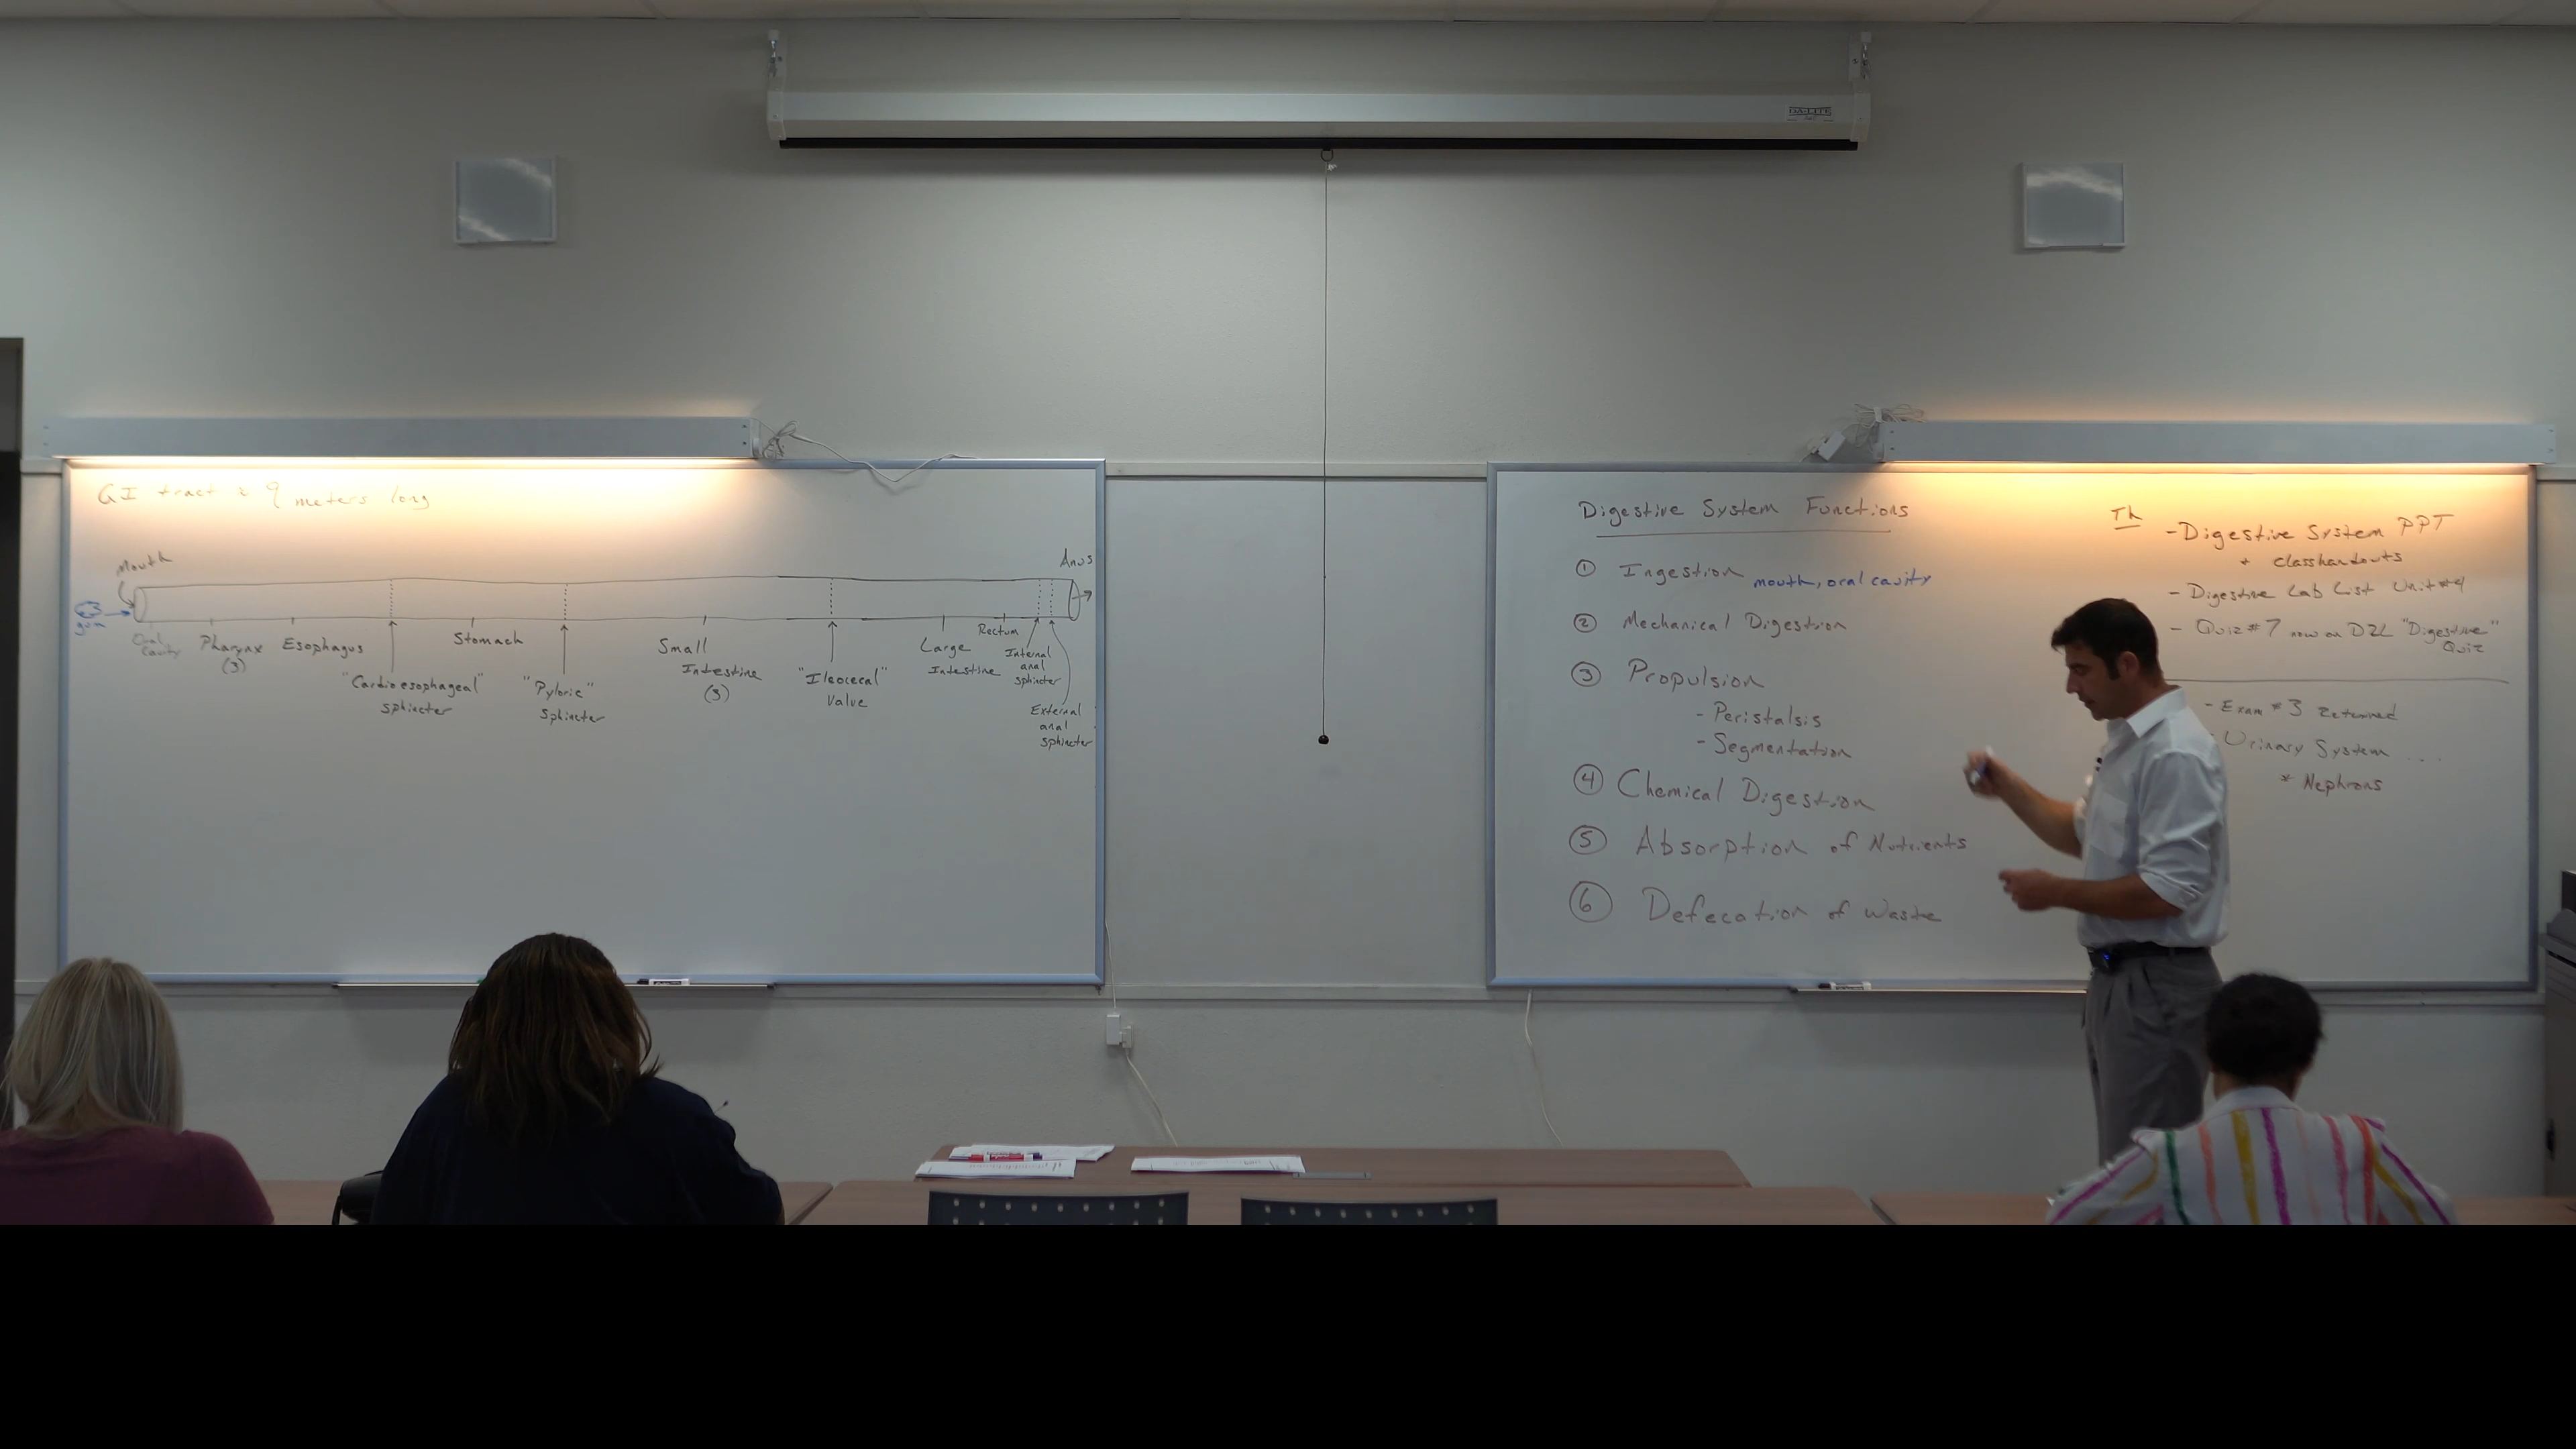 DA-LITE
GI tract ≈ 9 meters long
Mouth
Anus
gum
Oral
cavity
Pharynx
(3)
Esophagus
"Cardioesophageal"
sphincter
Stomach
"Pyloric"
sphincter
Small
Intestine
(3)
"Ileocecal"
Valve
Large
Intestine
Rectum
Internal
anal
sphincter
External
anal
sphincter
Digestive System Functions
① Ingestion mouth, oral cavity
② Mechanical Digestion
③ Propulsion
- Peristalsis
- Segmentation
④ Chemical Digestion
⑤ Absorption of Nutrients
⑥ Defecation of Waste
Th
- Digestive System PPT
+ classhandouts
- Digestive Lab List Unit #4
- Quiz #7 now on D2L "Digestive"
Quiz
- Exam #3 Returned
- Urinary System ...
* Nephrons